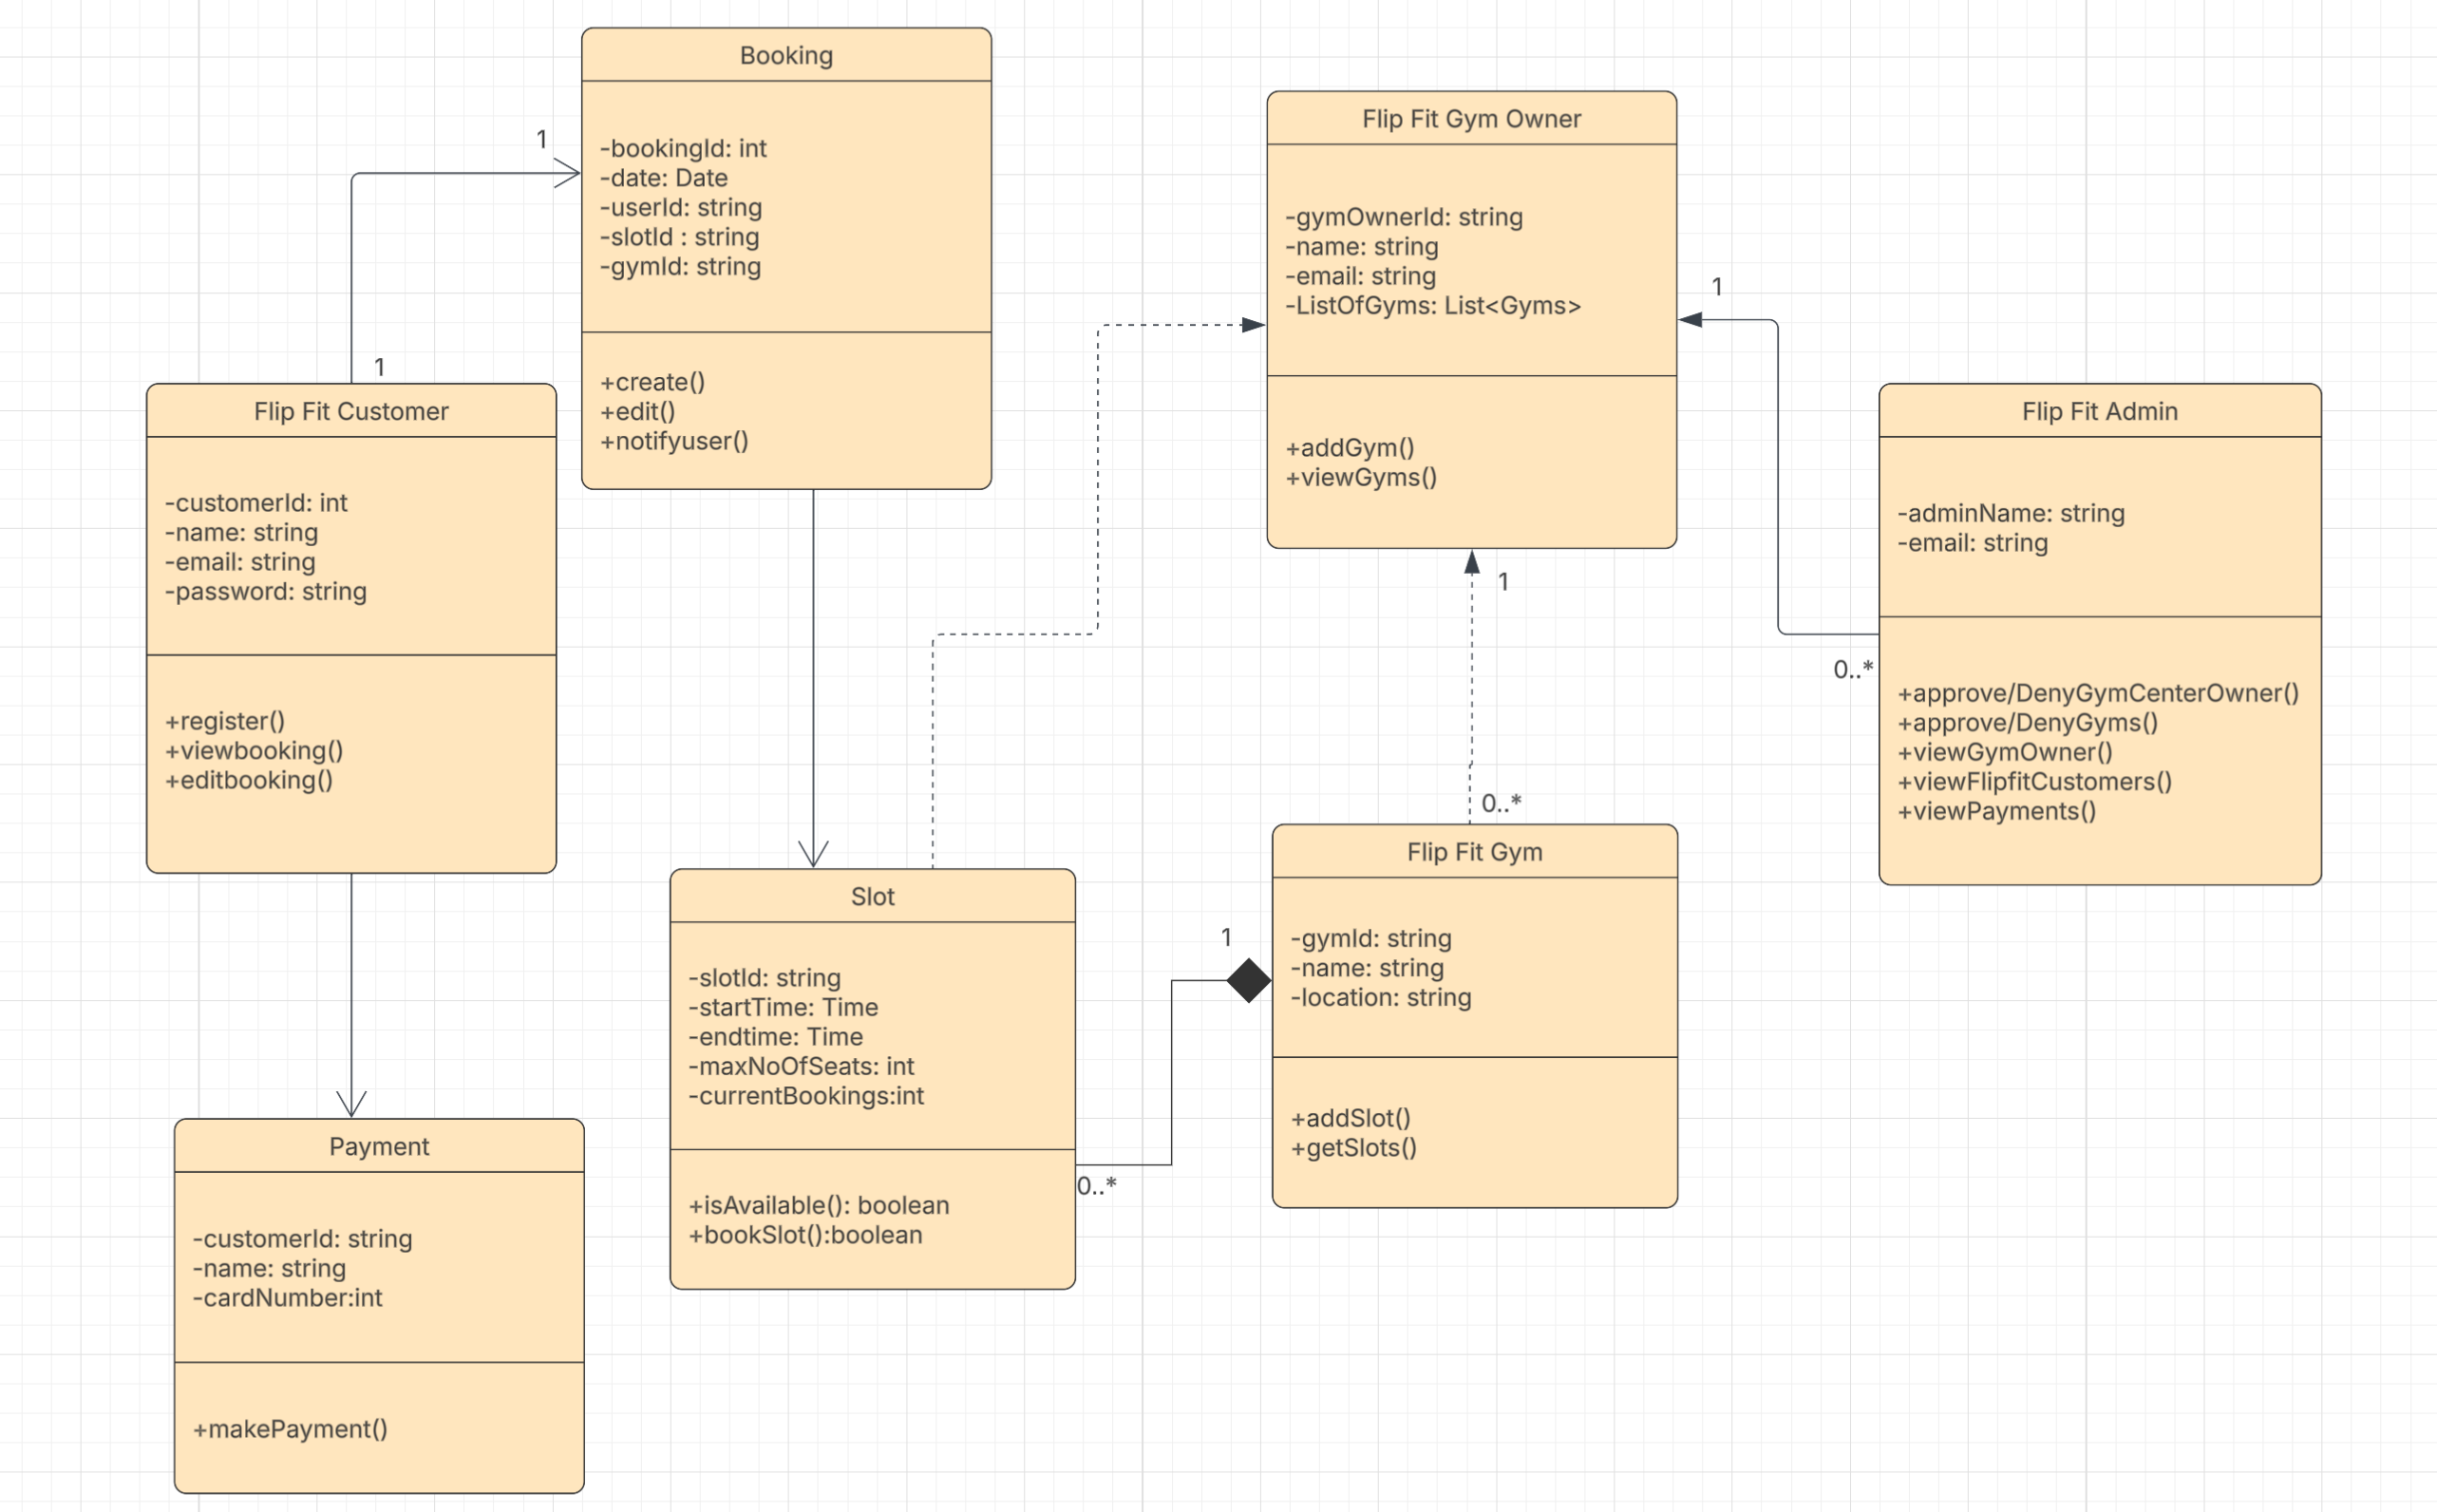 Booking
-bookingId: int
-date: Date
-userId: string
-slotId : string
-gymId: string
+create()
+edit()
+notifyuser()
1
1
Flip Fit Customer
-customerId: int
-name: string
-email: string
-password: string
+register()
+viewbooking()
+editbooking()
Payment
-customerId: string
-name: string
-cardNumber:int
+makePayment()
Slot
-slotId: string
-startTime: Time
-endtime: Time
-maxNoOfSeats: int
-currentBookings:int
+isAvailable(): boolean
+bookSlot():boolean
0..*
1
Flip Fit Gym Owner
-gymOwnerId: string
-name: string
-email: string
-ListOfGyms: List<Gyms>
+addGym()
+viewGyms()
1
0..*
Flip Fit Gym
-gymId: string
-name: string
-location: string
+addSlot()
+getSlots()
1
0..*
Flip Fit Admin
-adminName: string
-email: string
+approve/DenyGymCenterOwner()
+approve/DenyGyms()
+viewGymOwner()
+viewFlipfitCustomers()
+viewPayments()